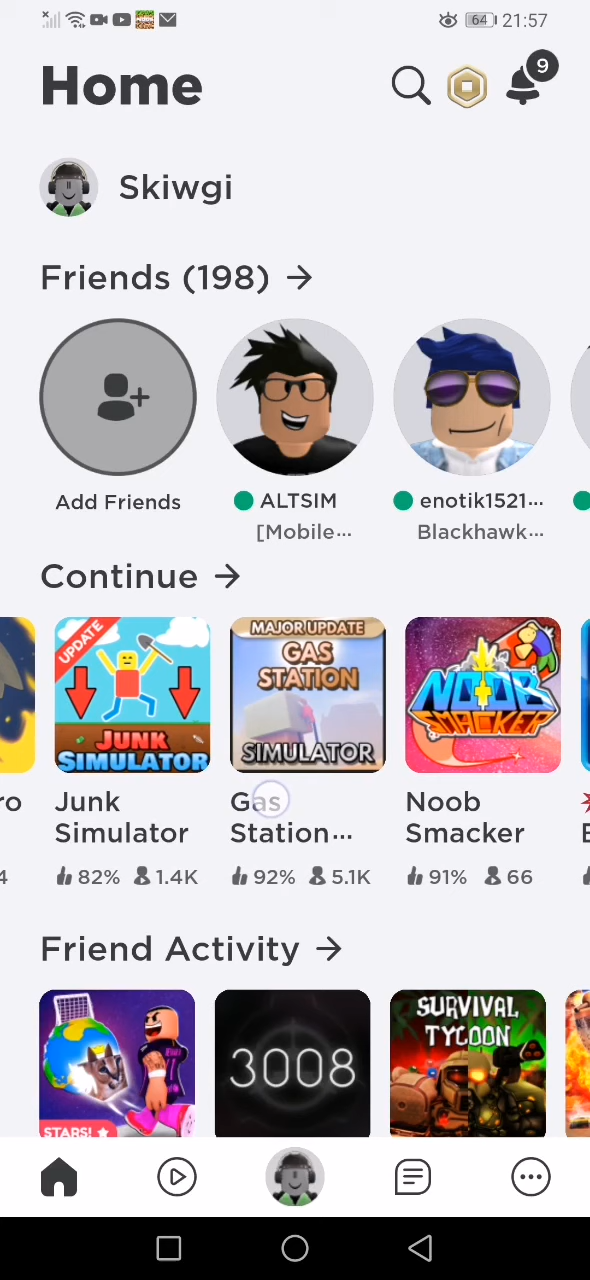 64 21:57
Home
9
Skiwgi
Friends (198) →
Add Friends
ALTSIM
enotik1521...
[Mobile...
Blackhawk...
Continue →
UPDATE
JUNK
SIMULATOR
MAJOR UPDATE
GAS
STATION
SIMULATOR
NOOB
SMACKER
ro
Junk
Simulator
Gas
Station...
Noob
Smacker
4
82% 1.4K
92% 5.1K
91% 66
Friend Activity →
STARS!
3008
SURVIVAL
TYCOON